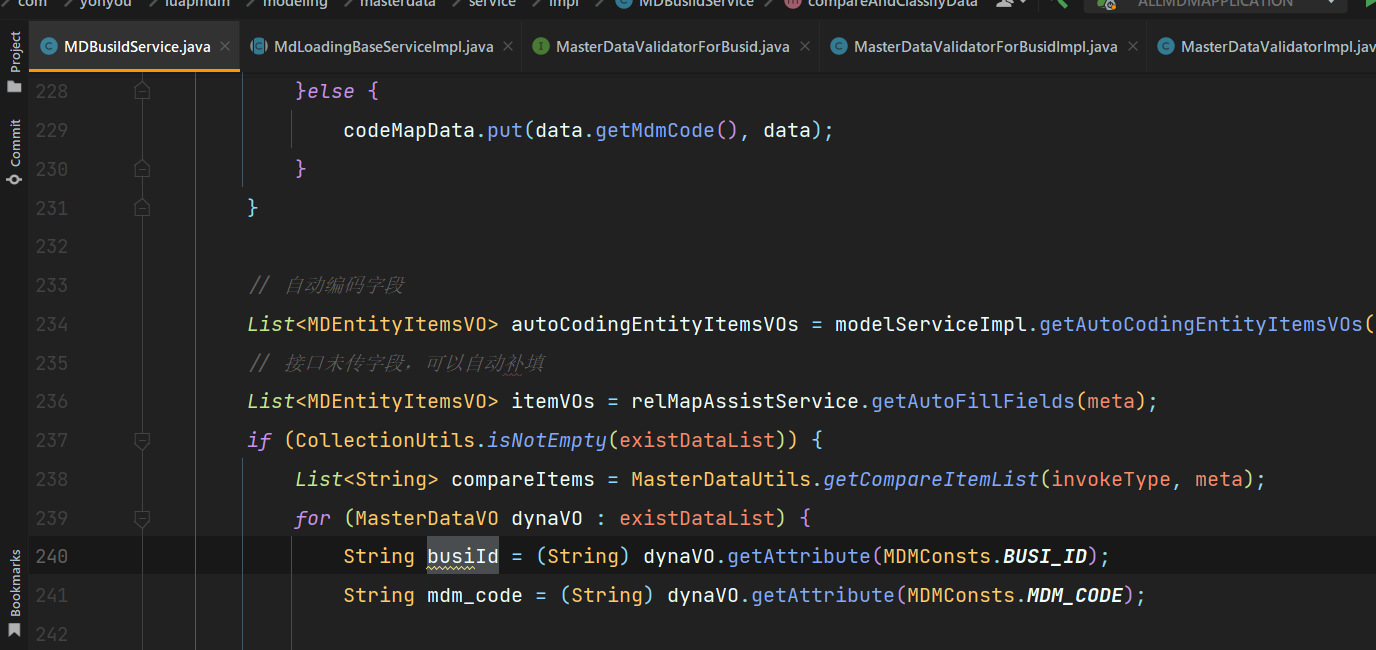 com yonyou iuapmdm modeling masterdata service impl MDBusiIdService compareAndClassifyData ALLMDMAPPLICATION
MDBusiIdService.java MdLoadingBaseServiceImpl.java MasterDataValidatorForBusid.java MasterDataValidatorForBusidImpl.java MasterDataValidatorImpl.jav
Project
Commit
Bookmarks
228 }else {
229 codeMapData.put(data.getMdmCode(), data);
230 }
231 }
232
233 // 自动编码字段
234 List<MDEntityItemsVO> autoCodingEntityItemsVOs = modelServiceImpl.getAutoCodingEntityItemsVOs(
235 // 接口未传字段，可以自动补填
236 List<MDEntityItemsVO> itemVOs = relMapAssistService.getAutoFillFields(meta);
237 if (CollectionUtils.isNotEmpty(existDataList)) {
238 List<String> compareItems = MasterDataUtils.getCompareItemList(invokeType, meta);
239 for (MasterDataVO dynaVO : existDataList) {
240 String busiId = (String) dynaVO.getAttribute(MDMConsts.BUSI_ID);
241 String mdm_code = (String) dynaVO.getAttribute(MDMConsts.MDM_CODE);
242